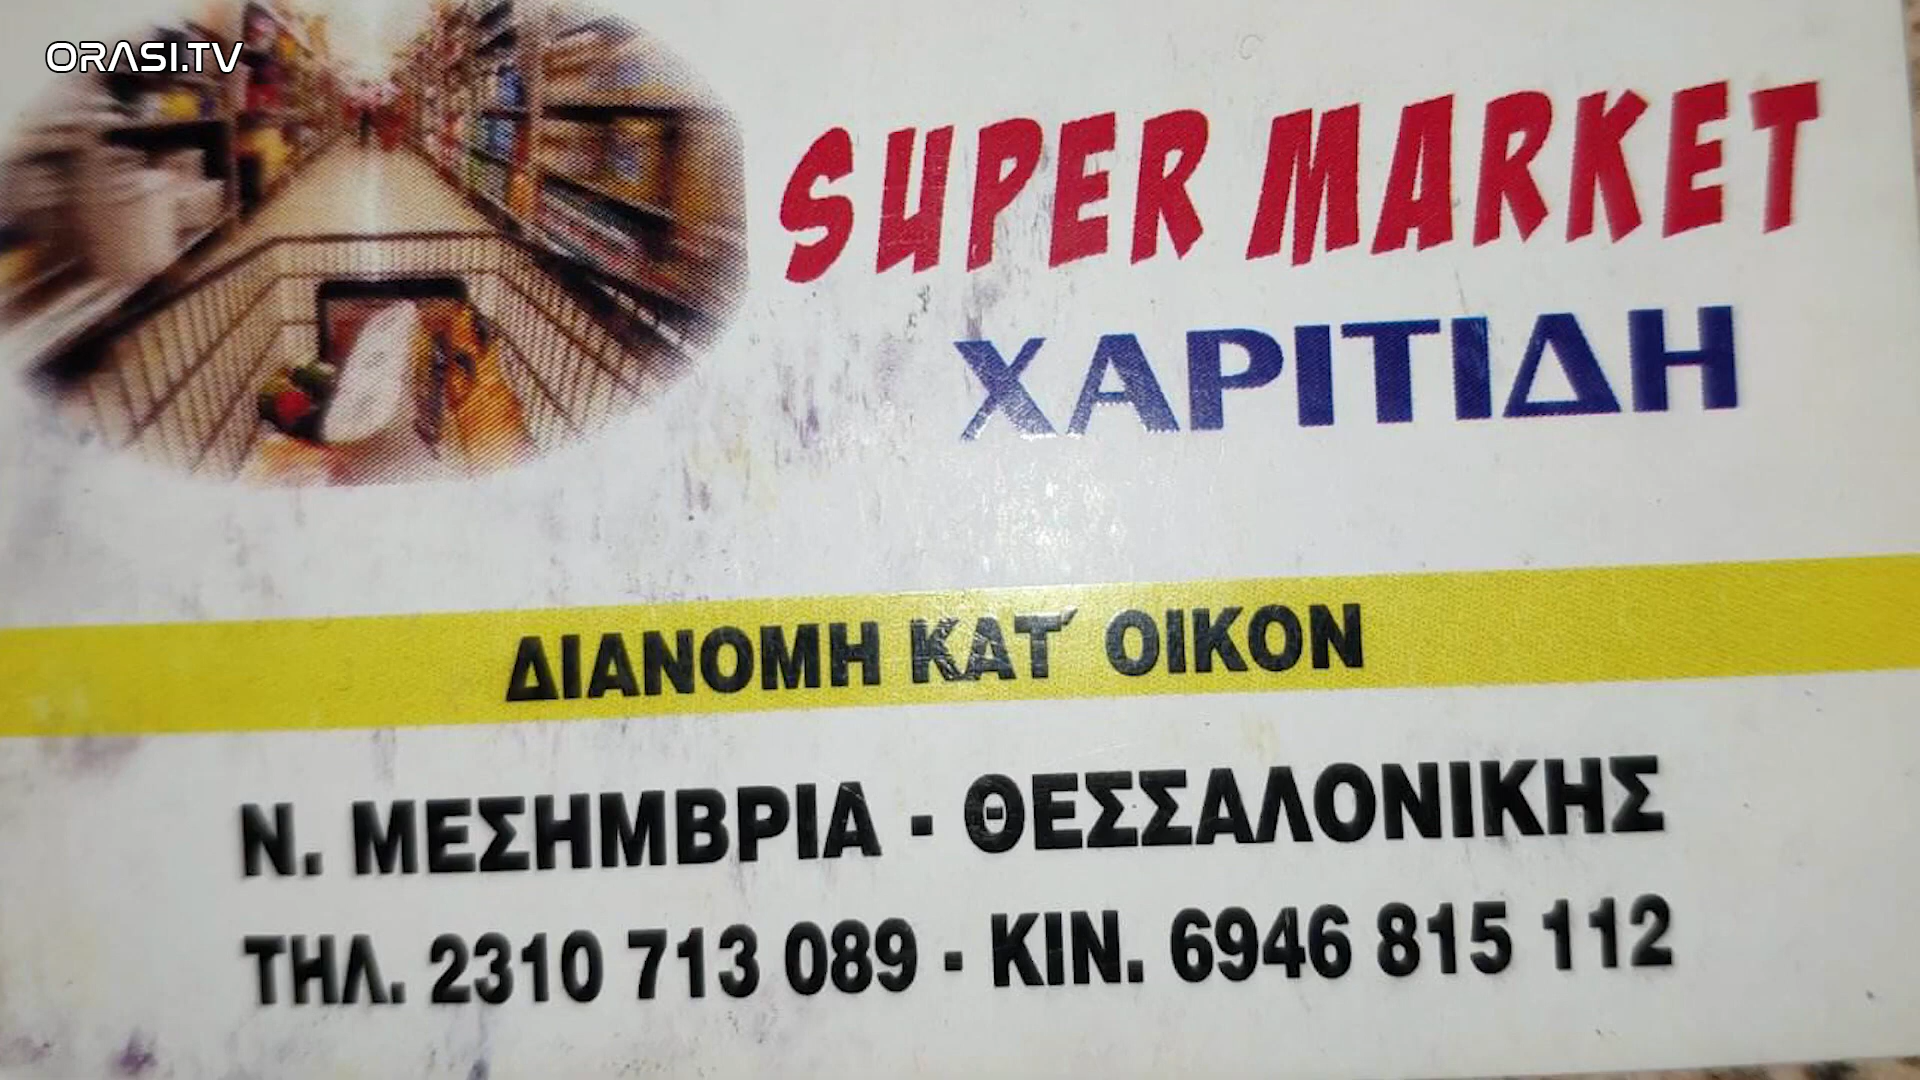 ORASI.TV
SUPER MARKET
ΧΑΡΙΤΙΔΗ
ΔΙΑΝΟΜΗ ΚΑΤ΄ ΟΙΚΟΝ
Ν. ΜΕΣΗΜΒΡΙΑ - ΘΕΣΣΑΛΟΝΙΚΗΣ
ΤΗΛ. 2310 713 089 - ΚΙΝ. 6946 815 112